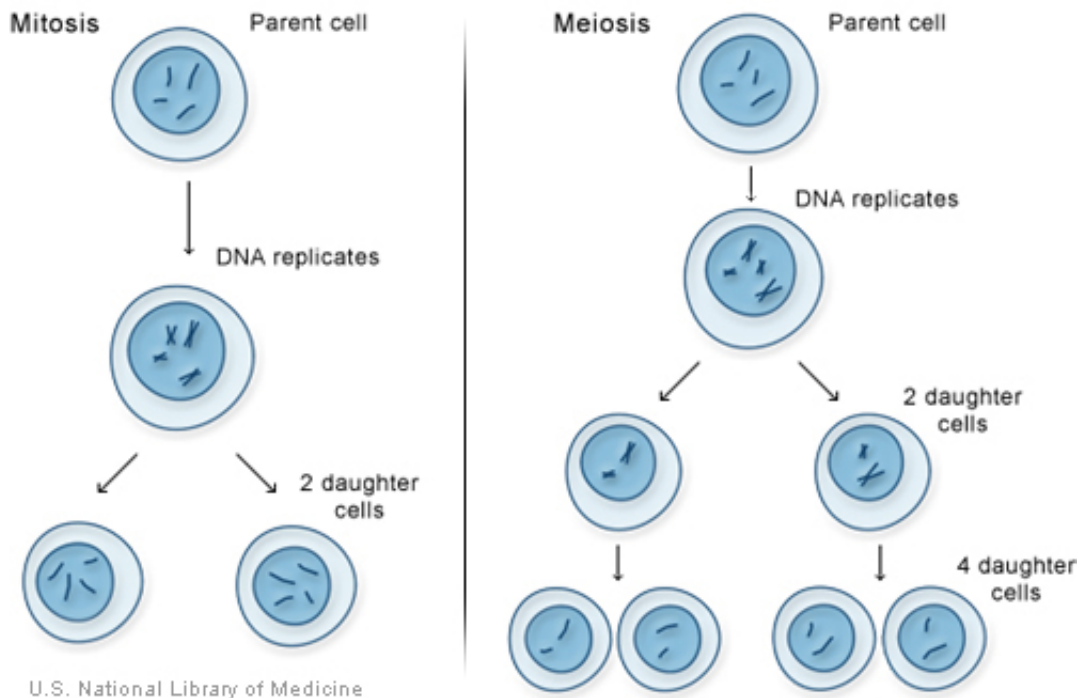 Mitosis
Parent cell
DNA replicates
2 daughter
cells
U.S. National Library of Medicine
Meiosis
Parent cell
DNA replicates
2 daughter
cells
4 daughter
cells